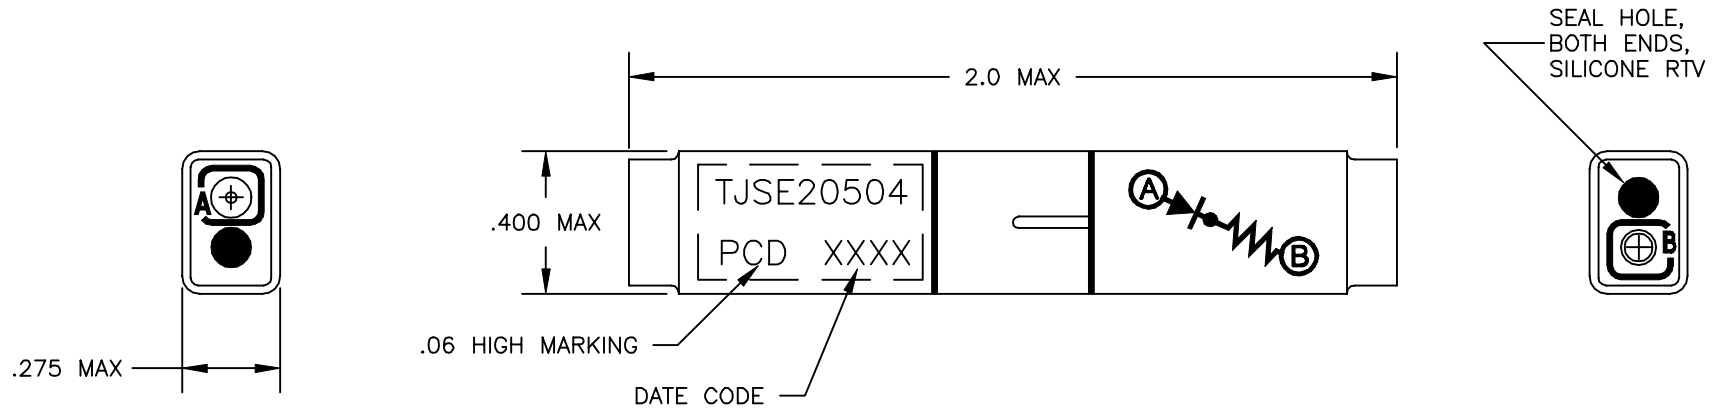 SEAL HOLE,
BOTH ENDS,
SILICONE RTV
2.0 MAX
A
TJSE20504
A
.400 MAX
B
PCD XXXX
B
.06 HIGH MARKING
.275 MAX
DATE CODE